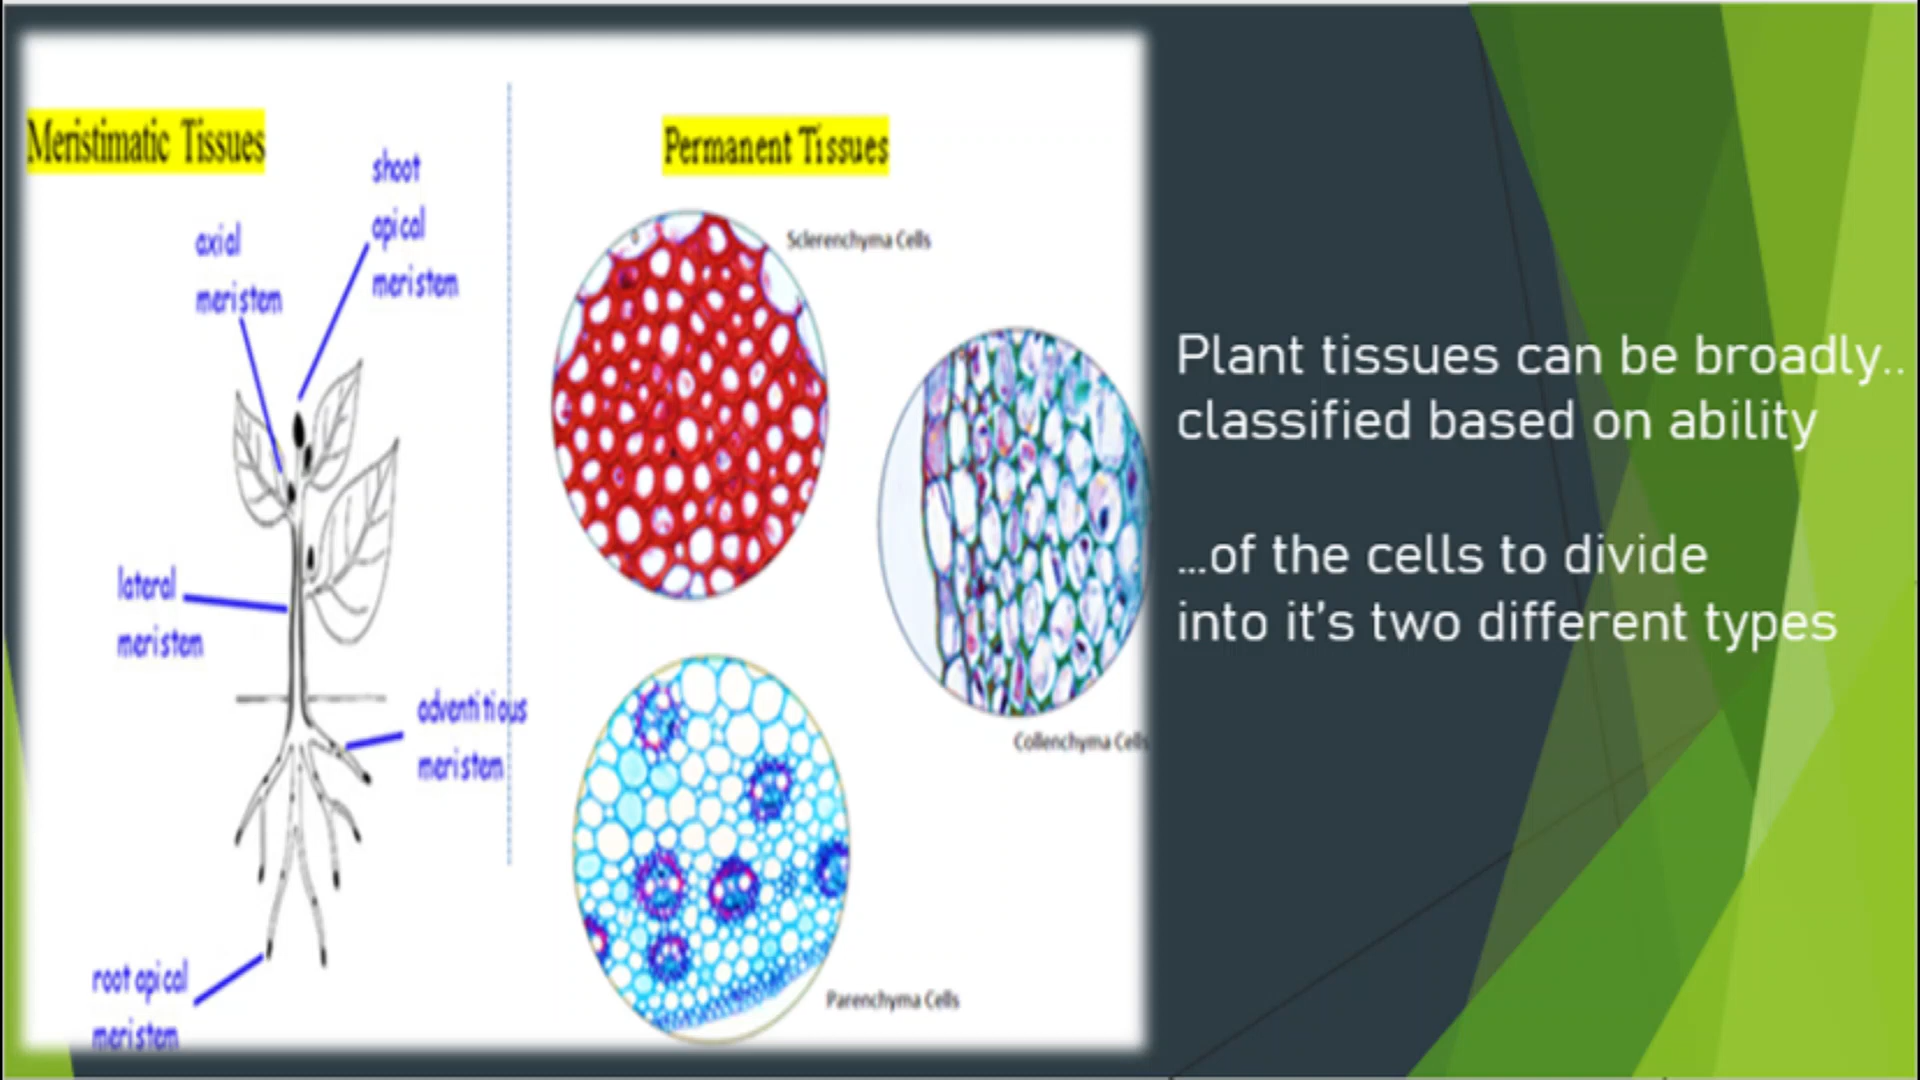 Meristimatic Tissues
shoot
apical
meristem
axial
meristem
lateral
meristem
adventitious
meristem
root apical
meristem
Permanent Tissues
Sclerenchyma Cells
Collenchyma Cells
Parenchyma Cells
Plant tissues can be broadly..
classified based on ability
...of the cells to divide
into it's two different types